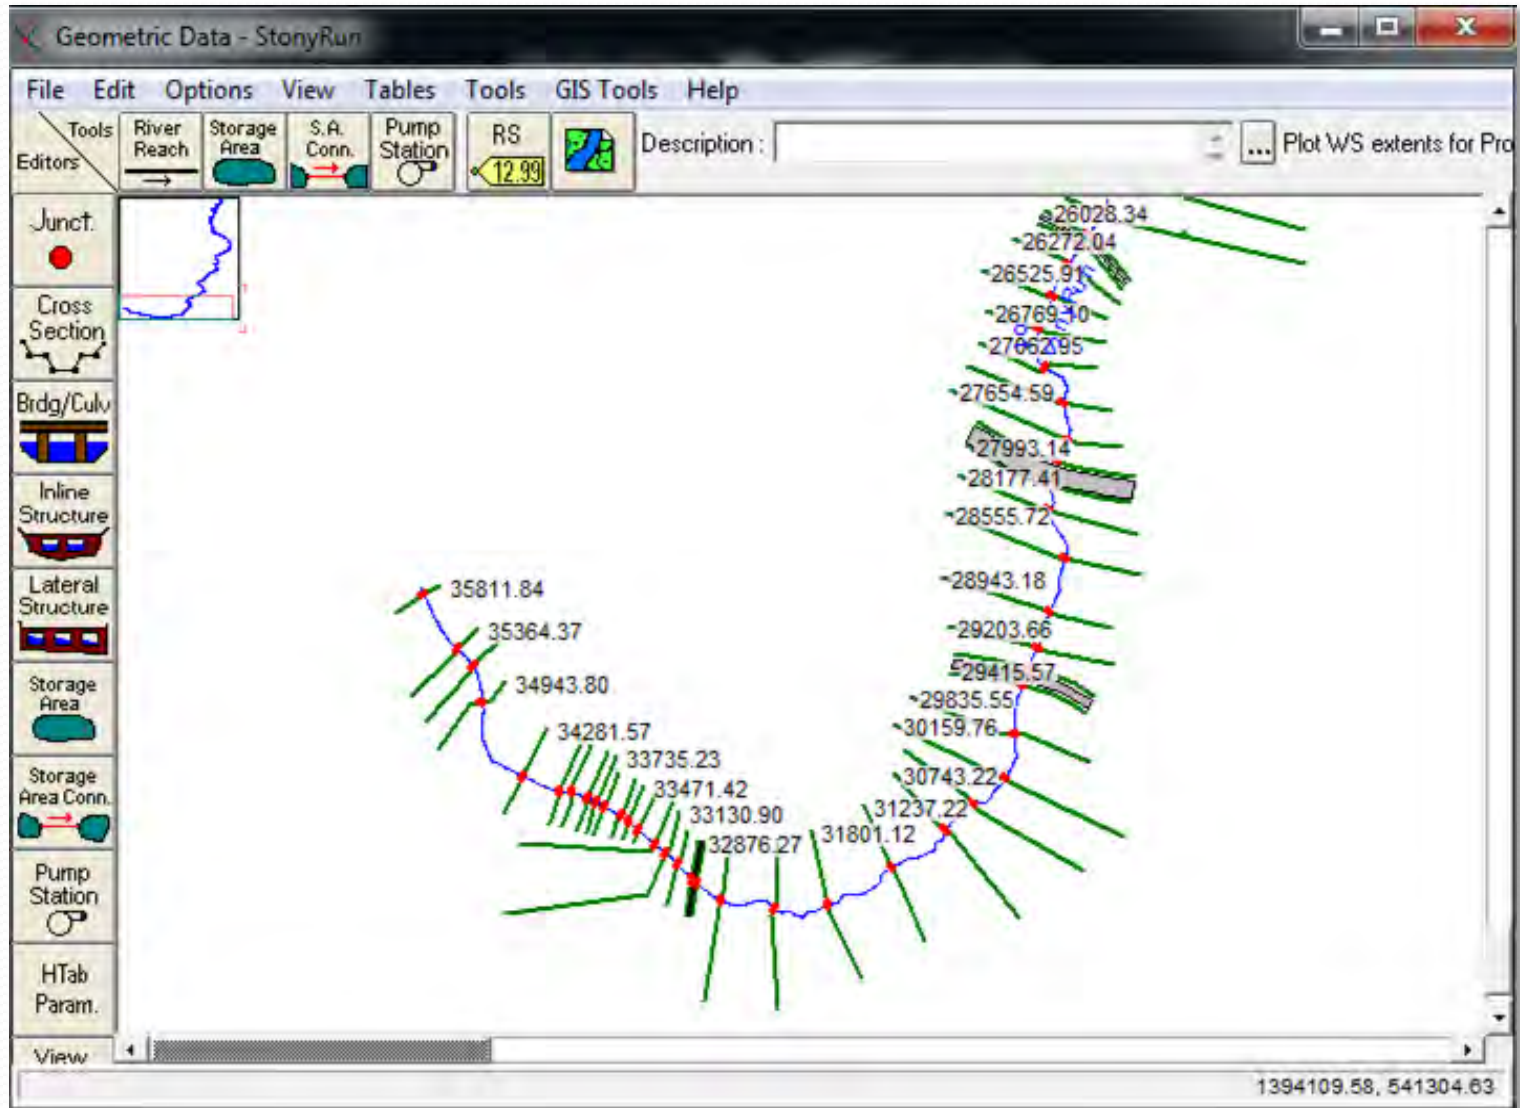 Geometric Data - StonyRun
File Edit Options View Tables Tools GIS Tools Help
Tools
Editors
River
Reach
Storage
Area
S.A.
Conn.
Pump
Station
RS
12.99
Description :
...
Plot WS extents for Pro
Junct.
Cross
Section
Brdg/Culv
Inline
Structure
Lateral
Structure
Storage
Area
Storage
Area Conn.
Pump
Station
HTab
Param.
View
26028.34
26272.04
26525.91
26769.10
27062.95
27654.59
27993.14
28177.41
28555.72
28943.18
29203.66
29415.57
29835.55
30159.76
30743.22
31237.22
31801.12
35811.84
35364.37
34943.80
34281.57
33735.23
33471.42
33130.90
32876.27
1394109.58, 541304.63